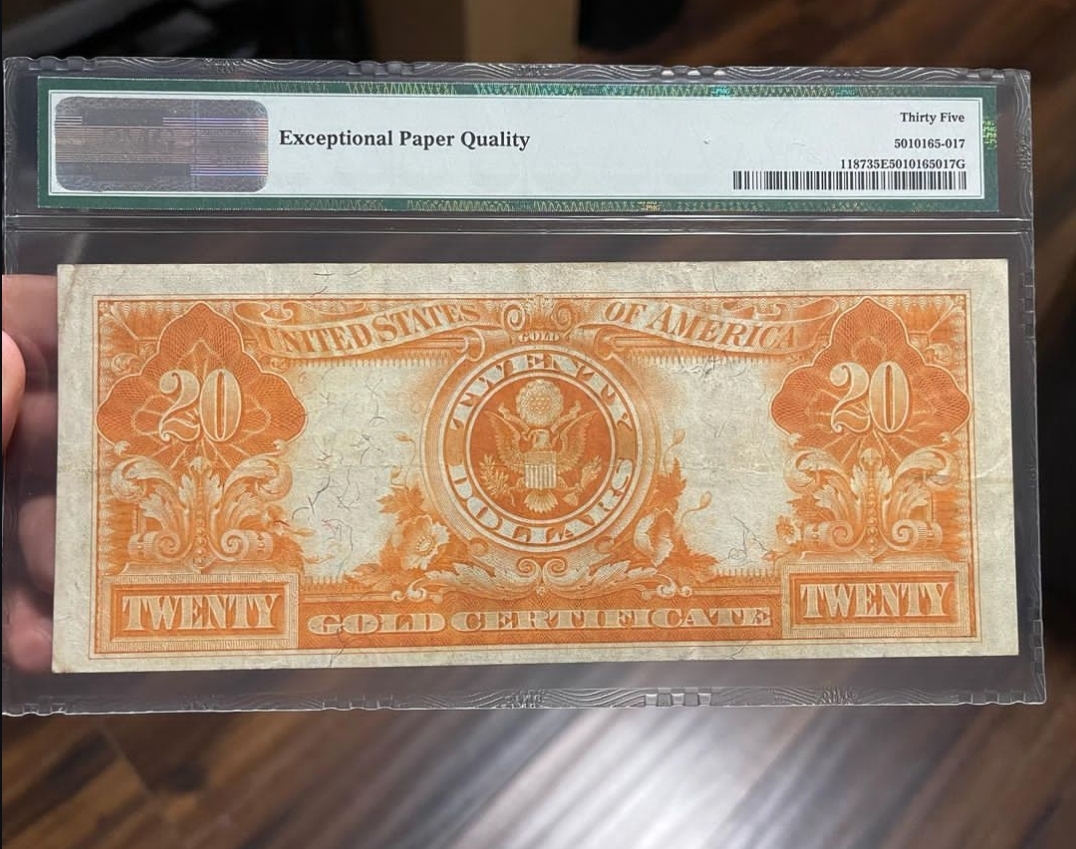 Thirty Five
Exceptional Paper Quality
5010165-017
118735E5010165017G
UNITED STATES OF AMERICA
GOLD
20 20
TWENTY
DOLLARS
TWENTY TWENTY
GOLD CERTIFICATE